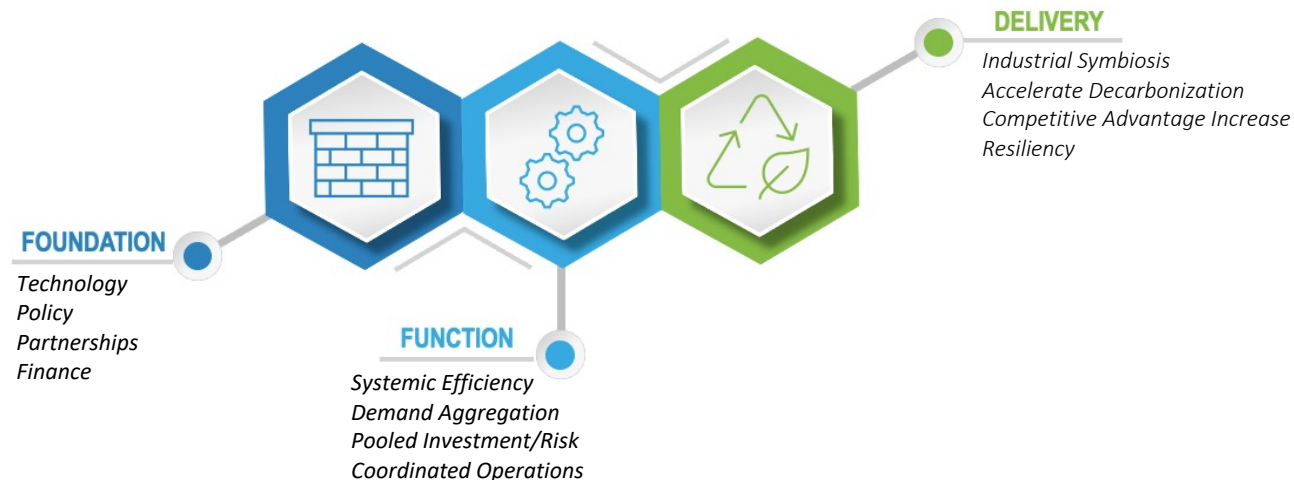 FOUNDATION
Technology
Policy
Partnerships
Finance
FUNCTION
Systemic Efficiency
Demand Aggregation
Pooled Investment/Risk
Coordinated Operations
DELIVERY
Industrial Symbiosis
Accelerate Decarbonization
Competitive Advantage Increase
Resiliency